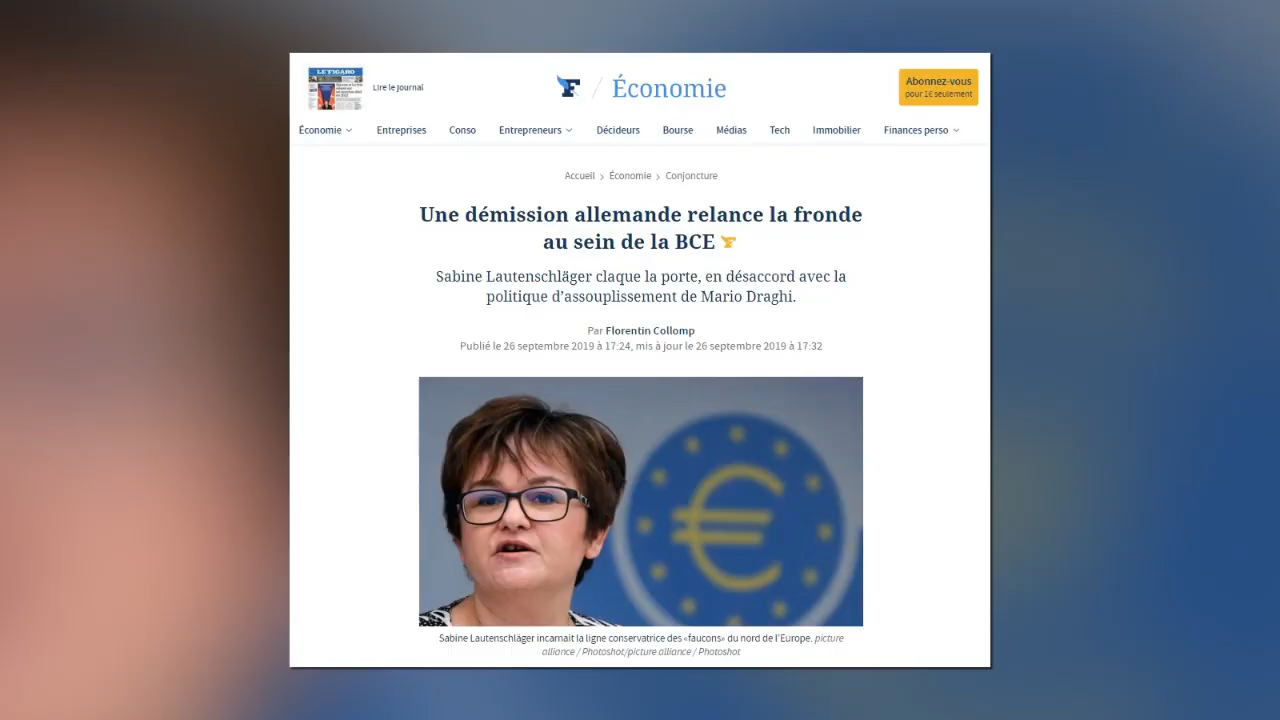 LE FIGARO
Lire le journal
F / Économie
Abonnez-vous
pour 1€ seulement
Économie Entreprises Conso Entrepreneurs Décideurs Bourse Médias Tech Immobilier Finances perso
Accueil > Économie > Conjoncture
Une démission allemande relance la fronde
au sein de la BCE
Sabine Lautenschläger claque la porte, en désaccord avec la
politique d’assouplissement de Mario Draghi.
Par Florentin Collomp
Publié le 26 septembre 2019 à 17:24, mis à jour le 26 septembre 2019 à 17:32
€
Sabine Lautenschläger incarnait la ligne conservatrice des «faucons» du nord de l’Europe. picture
alliance / Photoshot/picture alliance / Photoshot